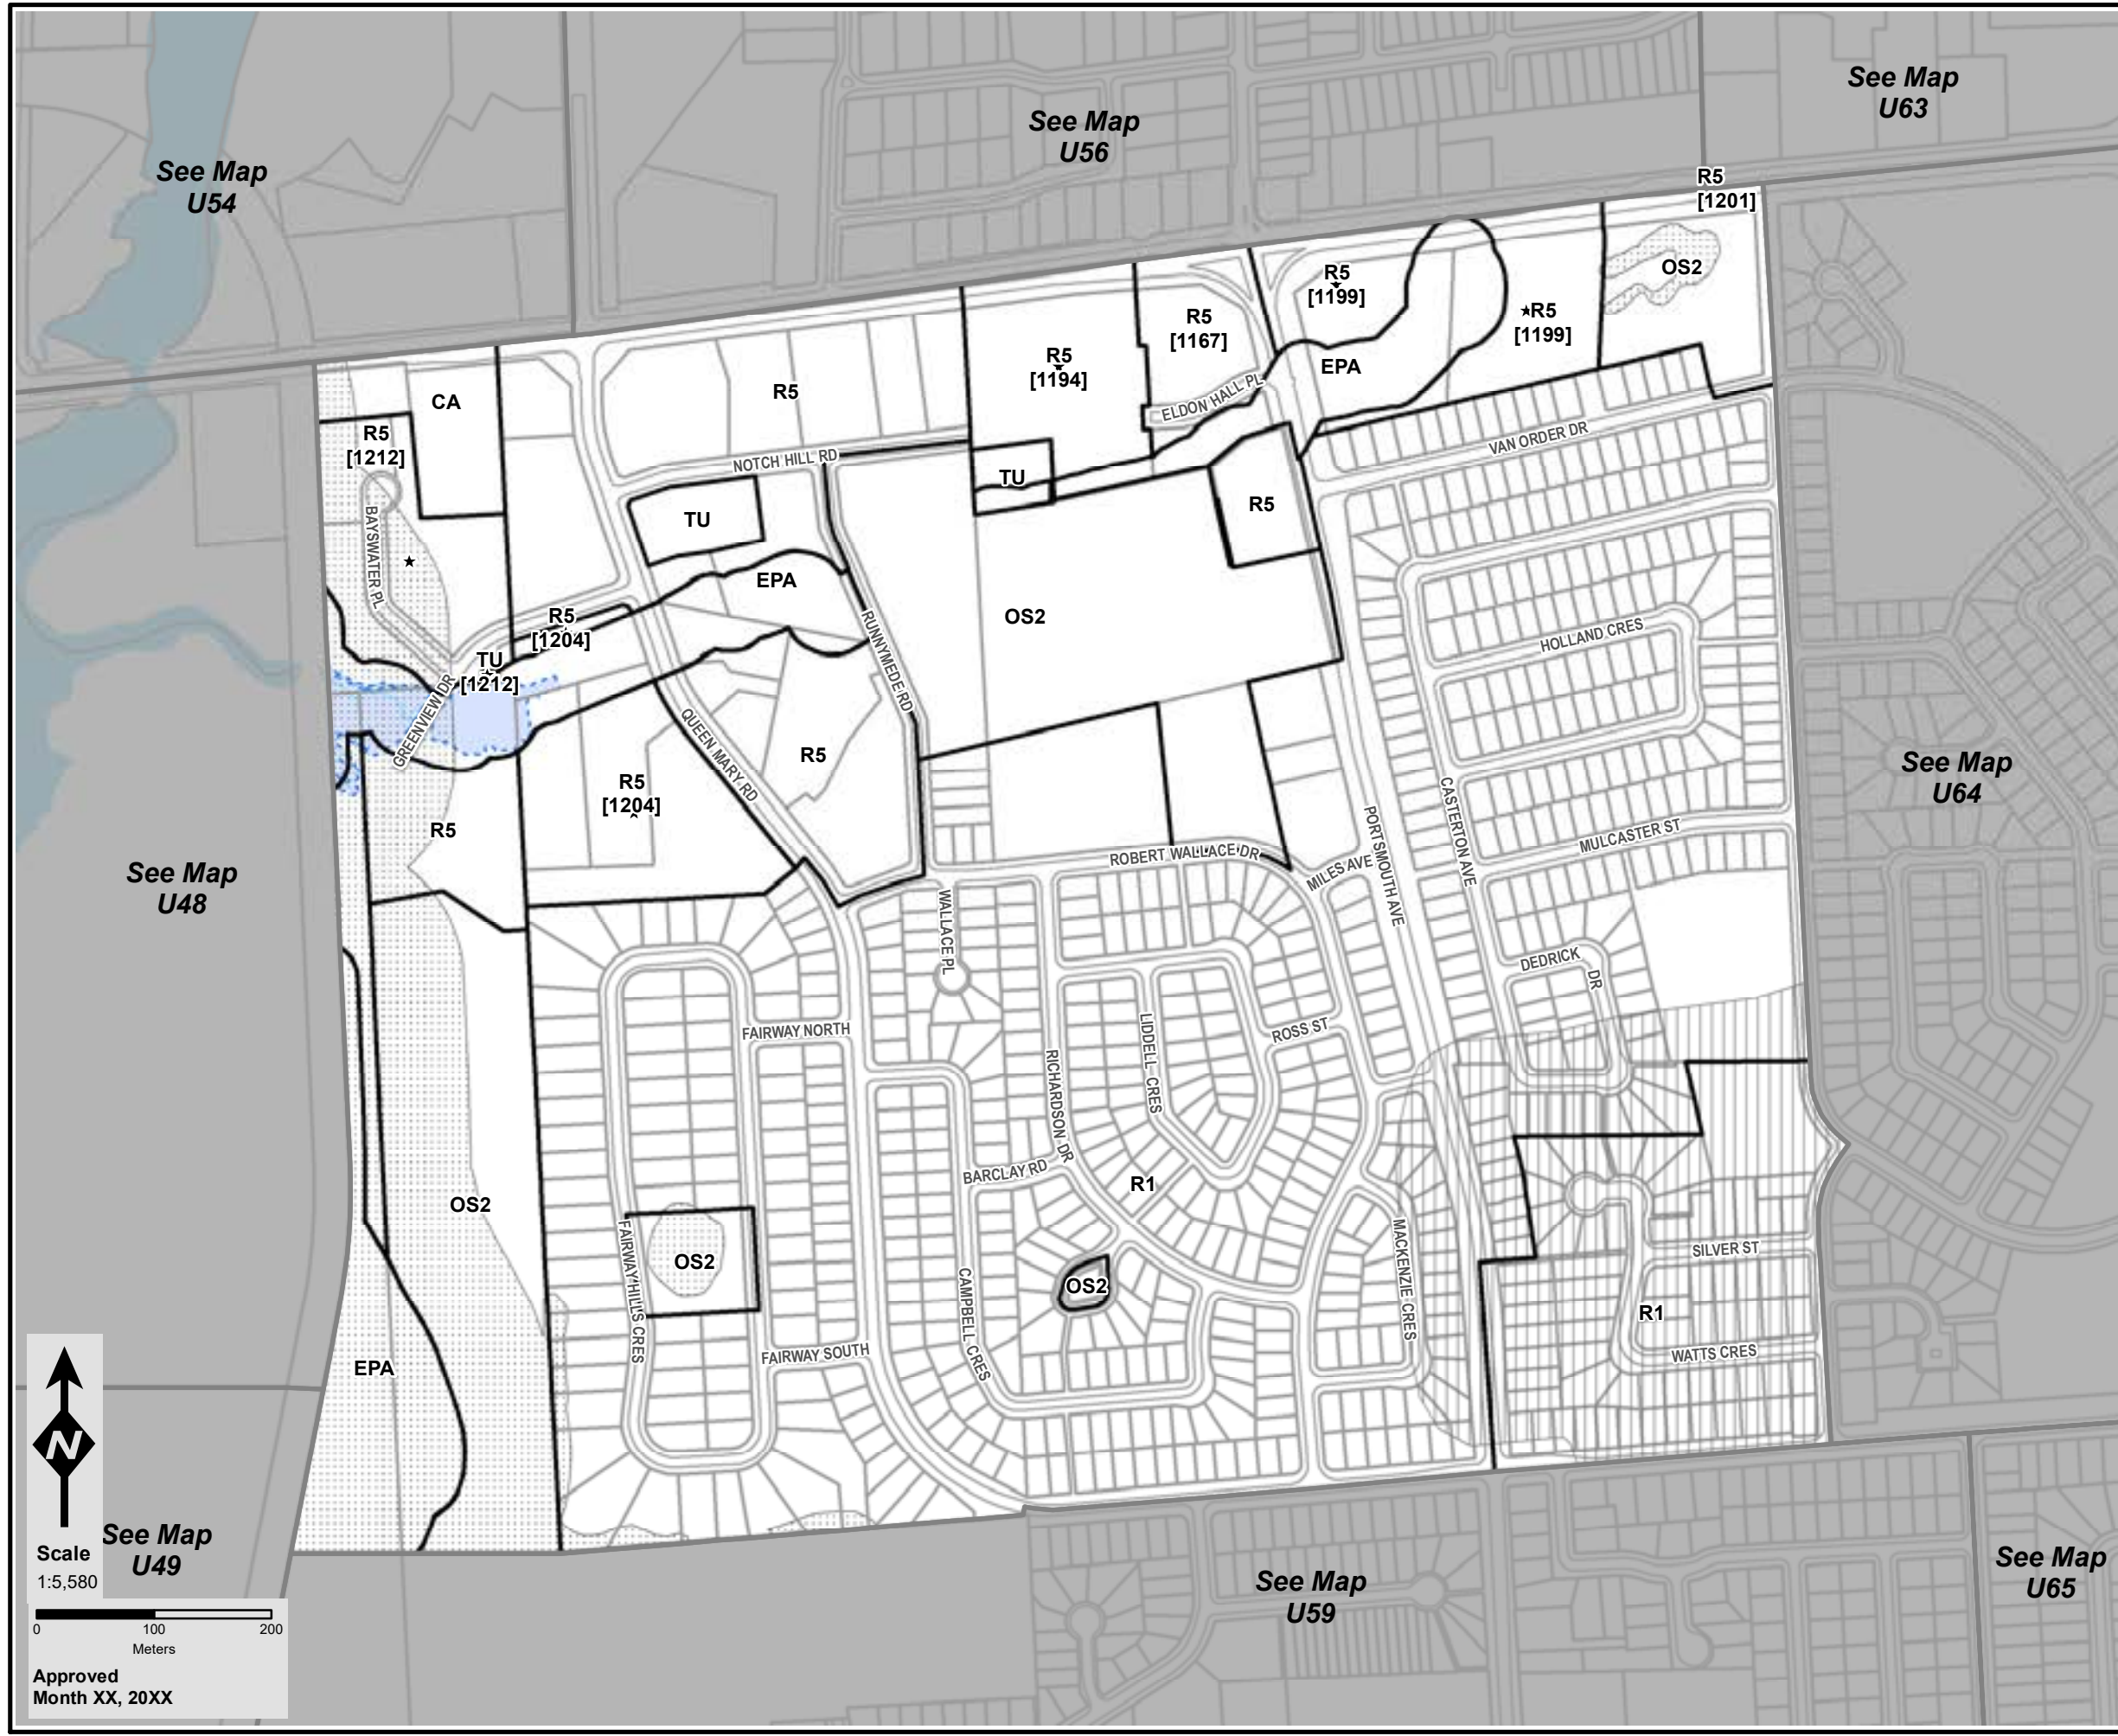 See Map
U63
See Map
U56
See Map
U54
R5
[1201]
OS2
R5
[1199]
R5
[1199]
R5
[1167]
R5
[1194]
EPA
R5
CA
ELDON HALL PL
R5
[1212]
VAN ORDER DR
NOTCH HILL RD
TU
R5
TU
BAYSWATER PL
EPA
R5
[1204]
OS2
RUNNYMEDE RD
HOLLAND CRES
TU
[1212]
GREENVIEW DR
QUEEN MARY RD
R5
R5
[1204]
R5
See Map
U64
CASTERTON AVE
PORTSMOUTH AVE
MULCASTER ST
ROBERT WALLACE DR
MILES AVE
See Map
U48
WALLACE PL
DEDRICK
DR
FAIRWAY NORTH
LIDDELL CRES
ROSS ST
RICHARDSON DR
BARCLAY RD
R1
OS2
FAIRWAY HILLS CRES
OS2
OS2
MACKENZIE CRES
SILVER ST
CAMPBELL CRES
R1
FAIRWAY SOUTH
WATTS CRES
EPA
N
See Map
U49
See Map
U59
See Map
U65
Scale
1:5,580
0 100 200
Meters
Approved
Month XX, 20XX